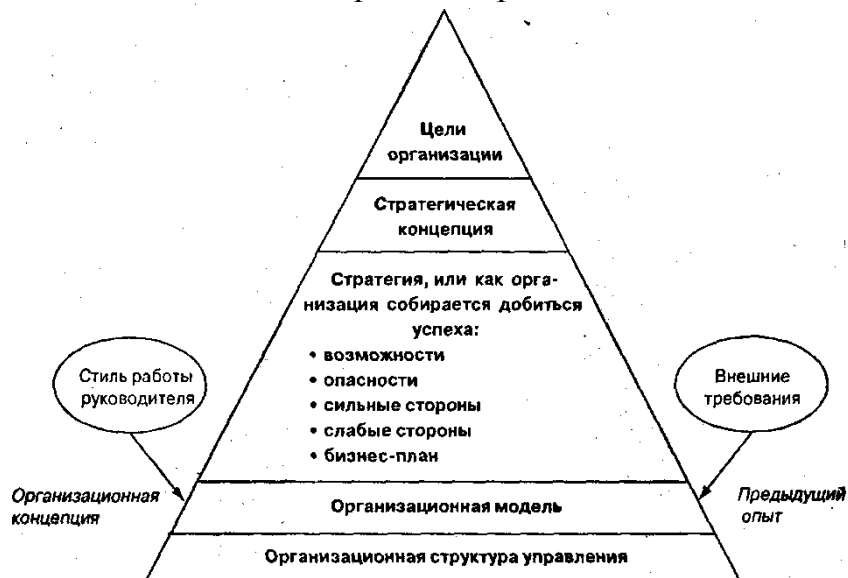 Цели
организации
Стратегическая
концепция
Стратегия, или как орга-
низация собирается добиться
успеха:
• возможности
• опасности
• сильные стороны
• слабые стороны
• бизнес-план
Стиль работы
руководителя
Внешние
требования
Организационная
концепция
Предыдущий
опыт
Организационная модель
Организационная структура управления